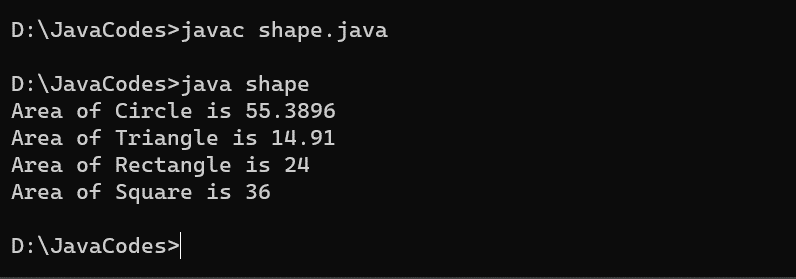 D:\JavaCodes>javac shape.java
D:\JavaCodes>java shape
Area of Circle is 55.3896
Area of Triangle is 14.91
Area of Rectangle is 24
Area of Square is 36
D:\JavaCodes>